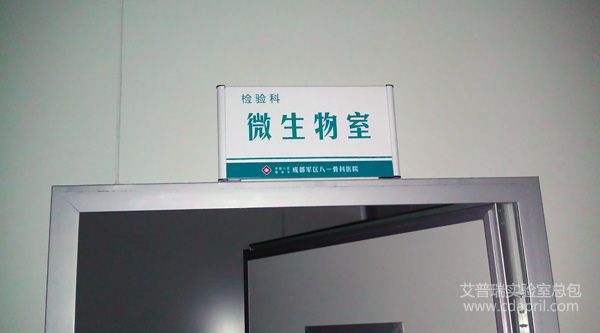 检验科
微生物室
成都军区八一骨科医院
艾普瑞实验室总包
www.cdapril.com